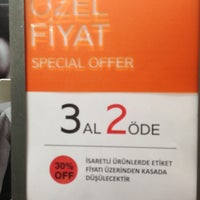 ÖZEL
FİYAT
SPECIAL OFFER
3 AL 2 ÖDE
30%
OFF
İŞARETLİ ÜRÜNLERDE ETİKET
FİYATI ÜZERİNDEN KASADA
DÜŞÜLECEKTİR